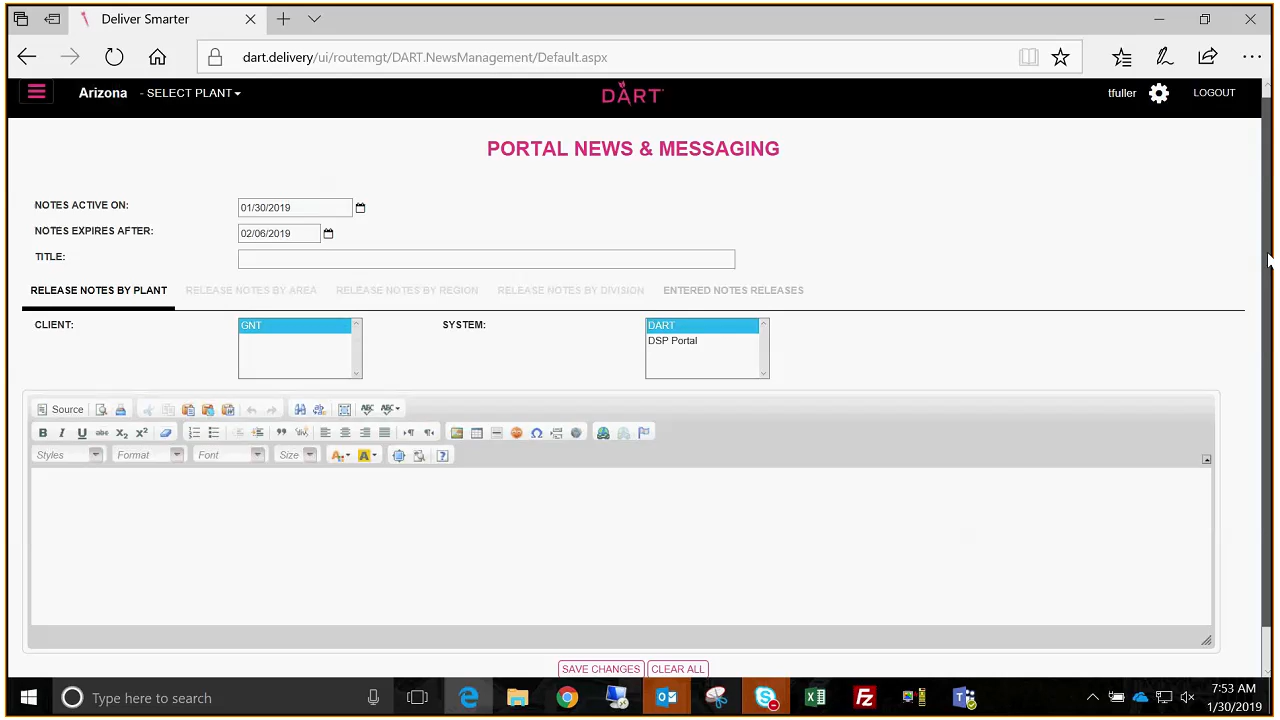 Deliver Smarter
dart.delivery/ui/routemgt/DART.NewsManagement/Default.aspx
Arizona - SELECT PLANT
DART
tfuller
LOGOUT
PORTAL NEWS & MESSAGING
NOTES ACTIVE ON: 01/30/2019
NOTES EXPIRES AFTER: 02/06/2019
TITLE:
RELEASE NOTES BY PLANT RELEASE NOTES BY AREA RELEASE NOTES BY REGION RELEASE NOTES BY DIVISION ENTERED NOTES RELEASES
CLIENT: GNT SYSTEM: DART
DSP Portal
Source
B I U abc X2 X2
Styles Format Font Size A A
SAVE CHANGES CLEAR ALL
Type here to search
7:53 AM
1/30/2019